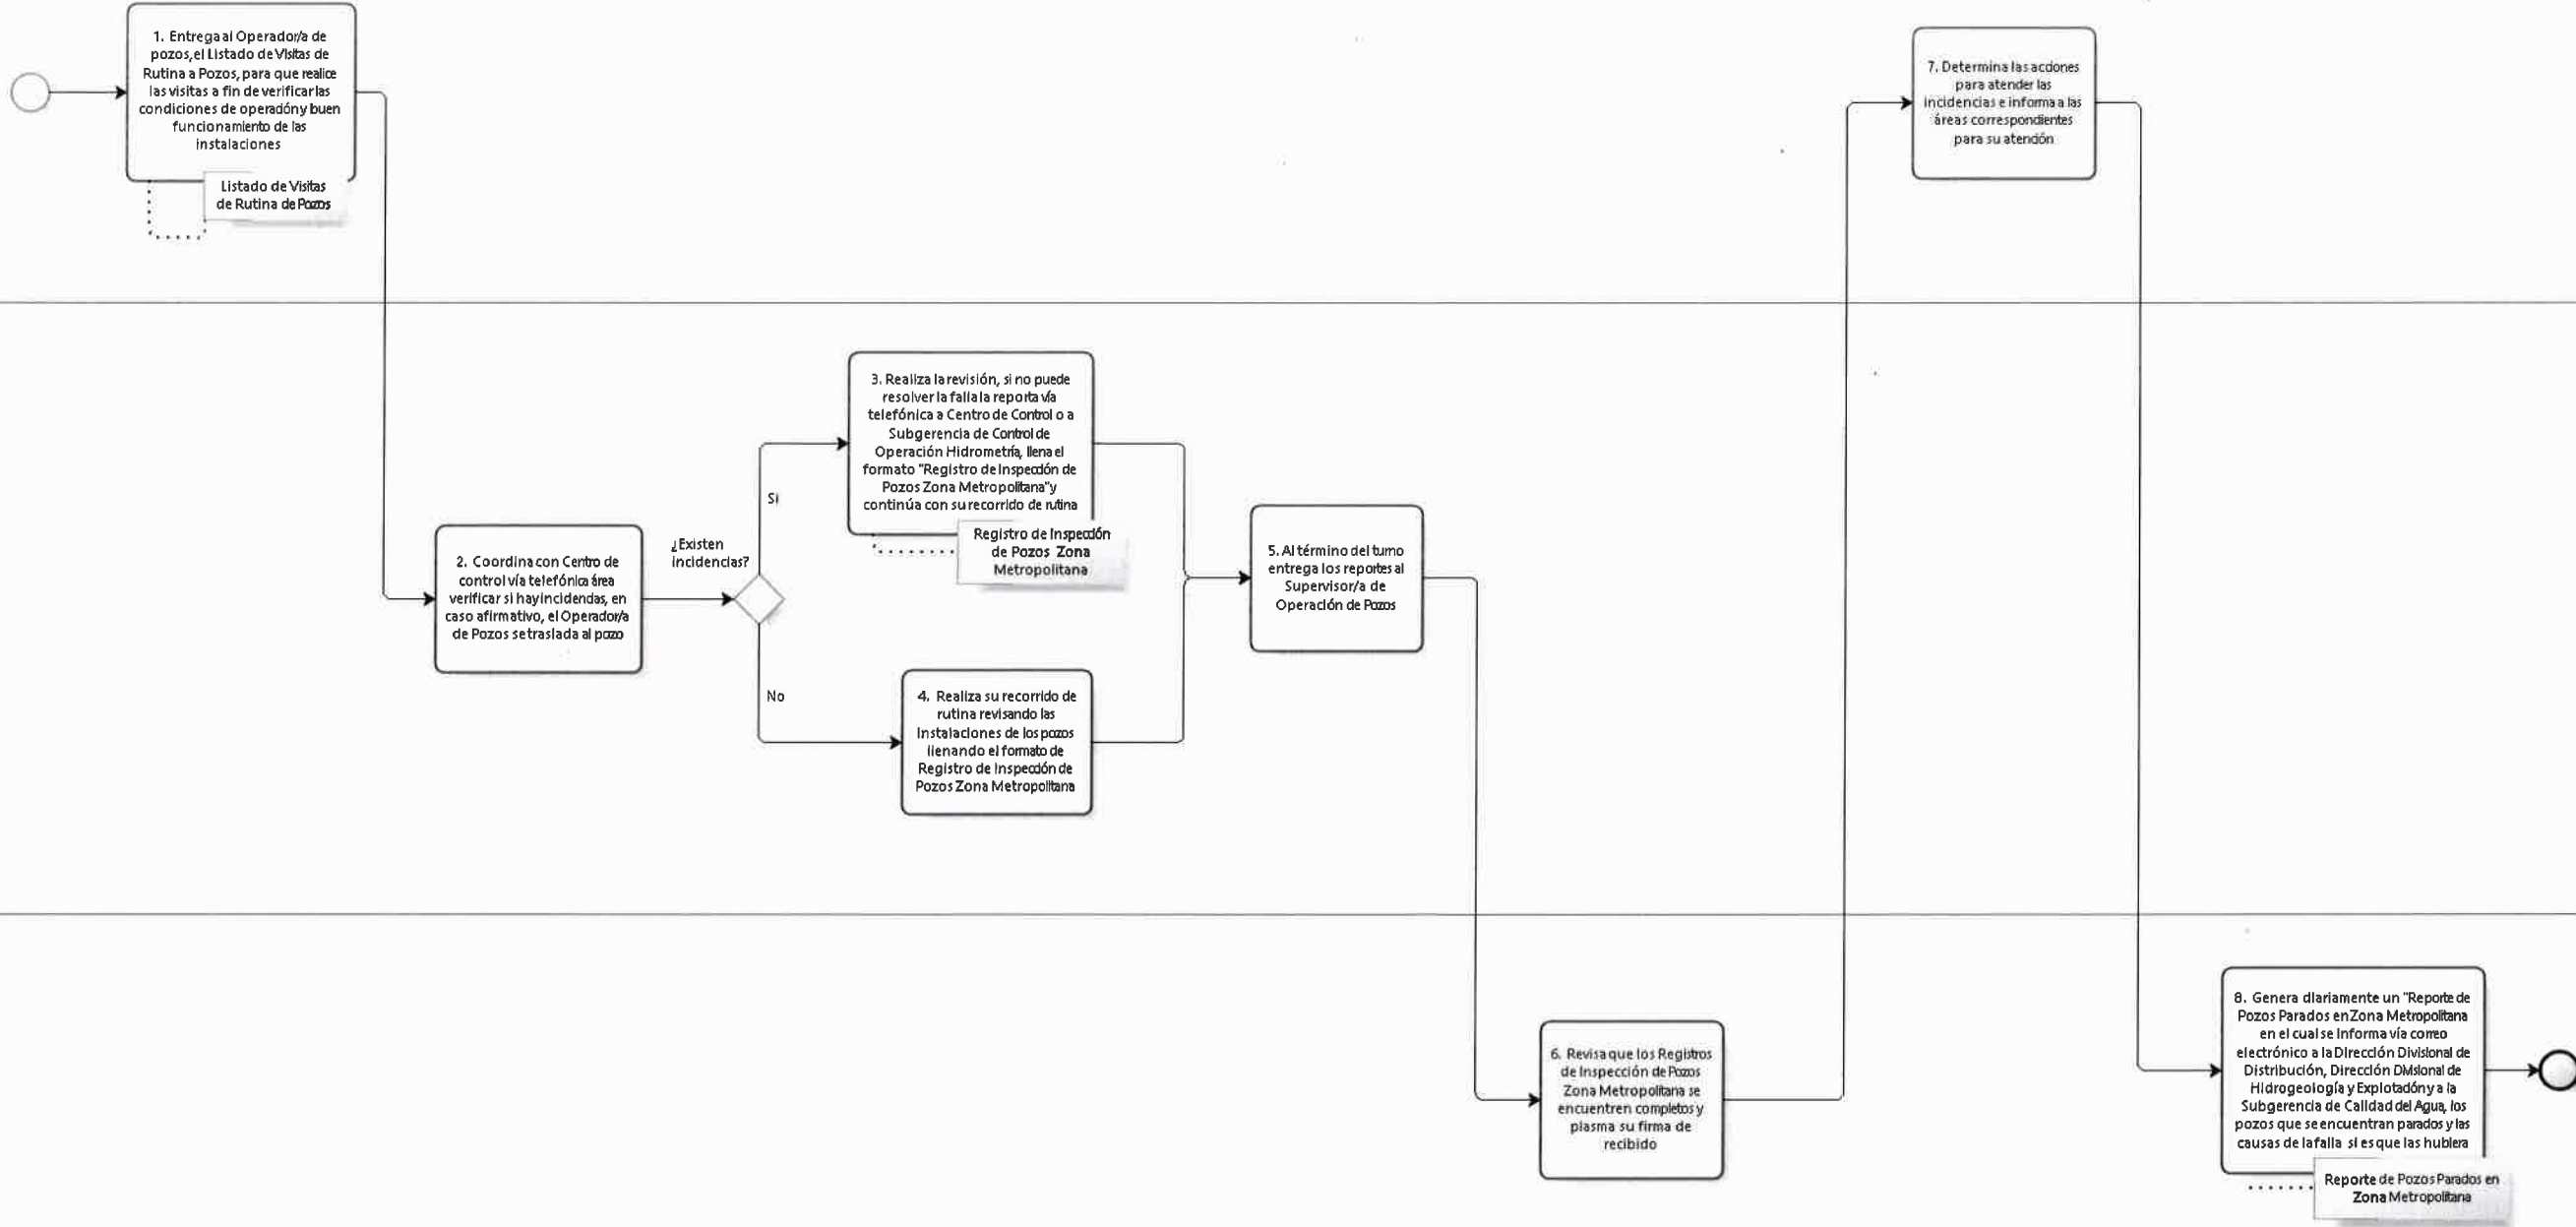 1. Entrega al Operador/a de
pozos, el Listado de Visitas de
Rutina a Pozos, para que realice
las visitas a fin de verificar las
condiciones de operación y buen
funcionamiento de las
instalaciones
Listado de Visitas
de Rutina de Pozos
2. Coordina con Centro de
control vía telefónica área
verificar si hay incidendas, en
caso afirmativo, el Operador/a
de Pozos se traslada al pozo
¿Existen
incidencias?
Si
No
3. Realiza la revisión, si no puede
resolver la falla la reporta vía
telefónica a Centro de Control o a
Subgerencia de Control de
Operación Hidrometría, llena el
formato "Registro de Inspección de
Pozos Zona Metropolitana" y
continúa con su recorrido de rutina
Registro de Inspección
de Pozos Zona
Metropolitana
4. Realiza su recorrido de
rutina revisando las
Instalaciones de los pozos
llenando el formato de
Registro de Inspección de
Pozos Zona Metropolitana
5. Al término del turno
entrega los reportes al
Supervisor/a de
Operación de Pozos
6. Revisa que los Registros
de Inspección de Pozos
Zona Metropolitana se
encuentren completos y
plasma su firma de
recibido
7. Determina las acciones
para atender las
incidencias e informa a las
áreas correspondientes
para su atención
8. Genera diariamente un "Reporte de
Pozos Parados en Zona Metropolitana
en el cual se Informa vía correo
electrónico a la Dirección Divisional de
Distribución, Dirección Divisional de
Hidrogeología y Explotación y a la
Subgerencia de Calidad del Agua, los
pozos que se encuentran parados y las
causas de la falla si es que las hubiera
Reporte de Pozos Parados en
Zona Metropolitana